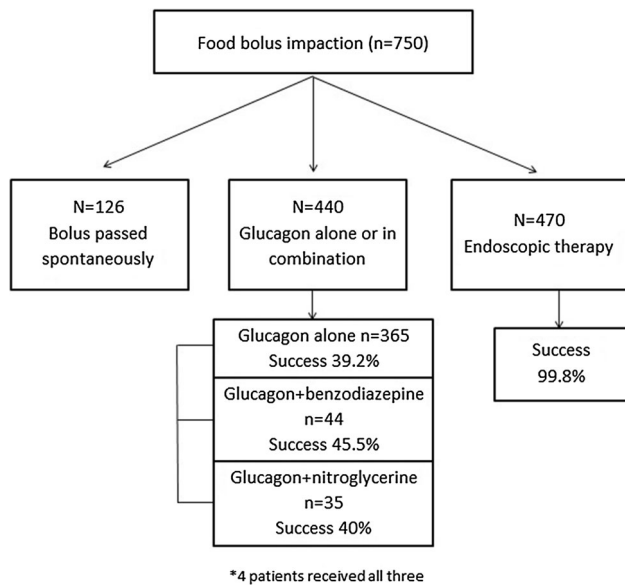 Food bolus impaction (n=750)
N=126
Bolus passed
spontaneously
N=440
Glucagon alone or in
combination
N=470
Endoscopic therapy
Glucagon alone n=365
Success 39.2%
Glucagon+benzodiazepine
n=44
Success 45.5%
Glucagon+nitroglycerine
n=35
Success 40%
Success
99.8%
*4 patients received all three